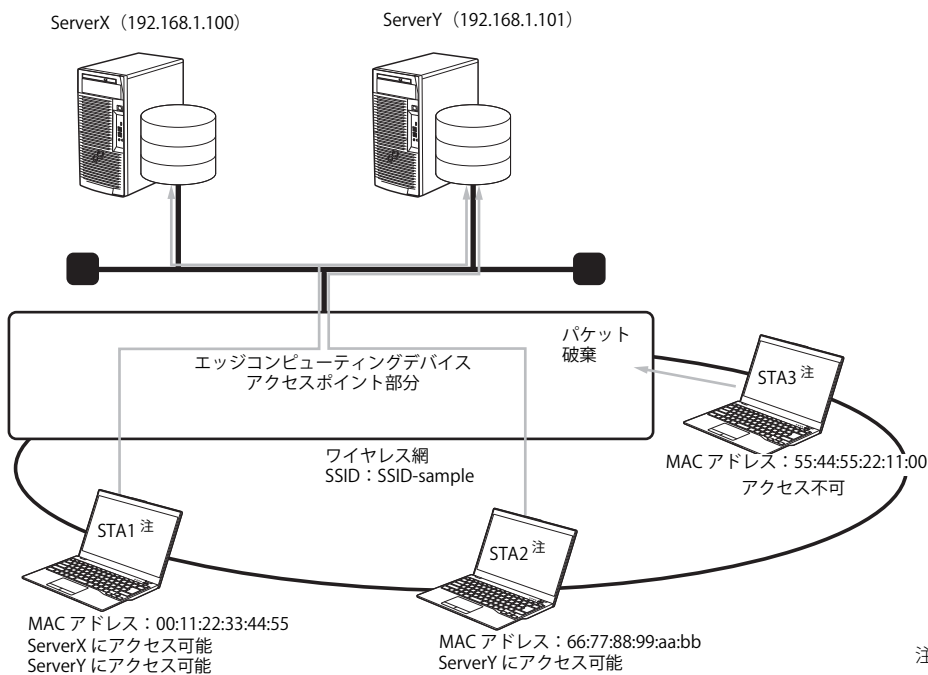 ServerX（192.168.1.100）
ServerY（192.168.1.101）
パケット
破棄
エッジコンピューティングデバイス
アクセスポイント部分
STA3 注
ワイヤレス網
SSID：SSID-sample
MAC アドレス：55:44:55:22:11:00
アクセス不可
STA1 注
STA2 注
MAC アドレス：00:11:22:33:44:55
ServerX にアクセス可能
ServerY にアクセス可能
MAC アドレス：66:77:88:99:aa:bb
ServerY にアクセス可能
注